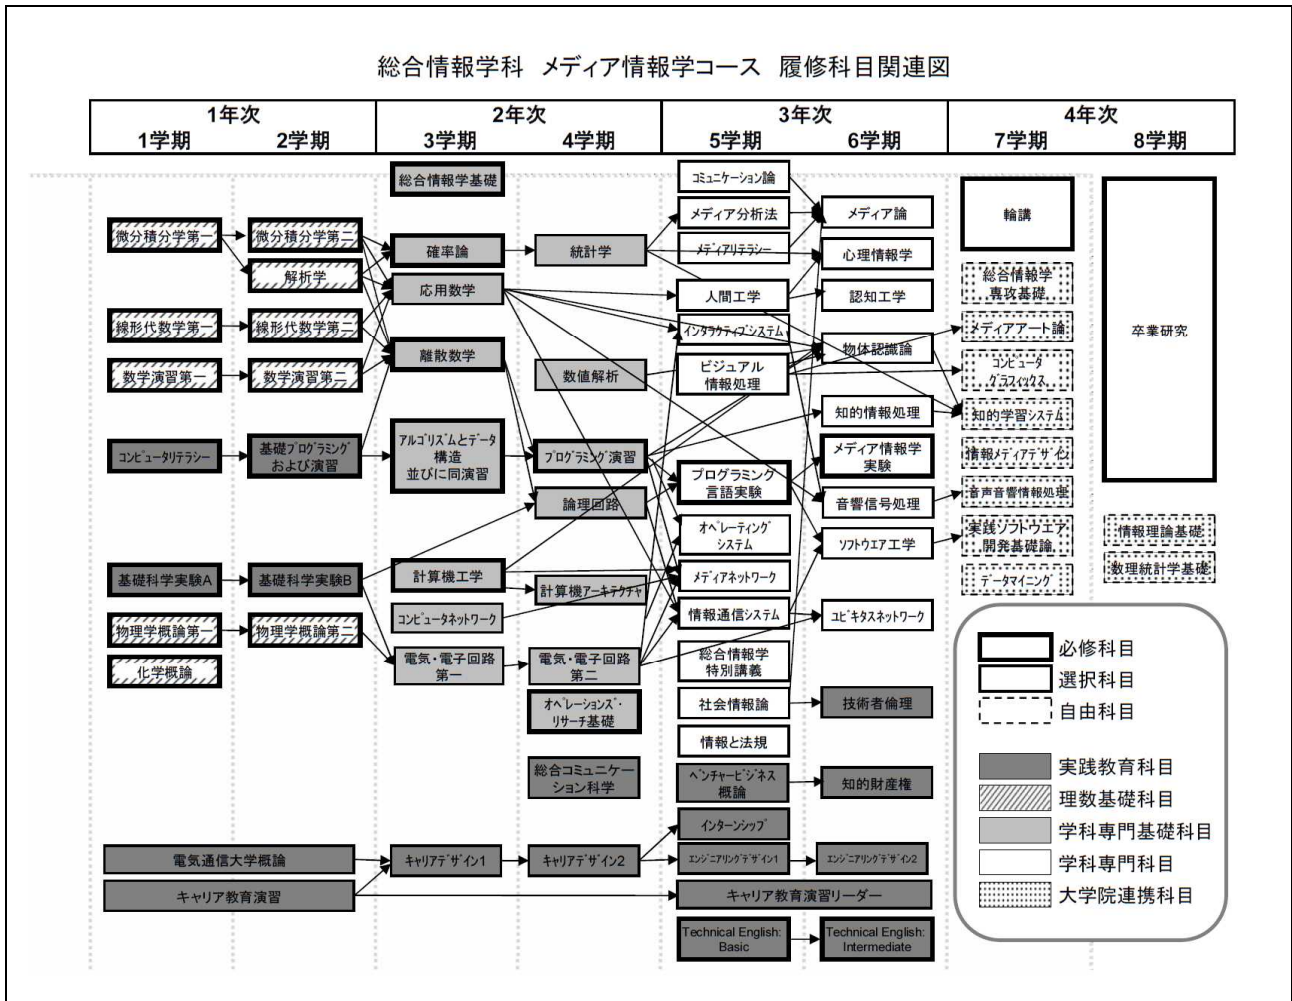 総合情報学科　メディア情報学コース　履修科目関連図
1年次
2年次
3年次
4年次
1学期
2学期
3学期
4学期
5学期
6学期
7学期
8学期
微分積分学第一
線形代数学第一
数学演習第一
コンピュータリテラシー
基礎科学実験A
物理学概論第一
化学概論
微分積分学第二
解析学
線形代数学第二
数学演習第二
基礎プログラミング
および演習
基礎科学実験B
物理学概論第二
電気通信大学概論
キャリア教育演習
総合情報学基礎
確率論
応用数学
離散数学
アルゴリズムとデータ
構造
並びに同演習
計算機工学
コンピュータネットワーク
電気・電子回路
第一
キャリアデザイン1
統計学
数値解析
プログラミング演習
論理回路
計算機アーキテクチャ
電気・電子回路
第二
オペレーションズ・
リサーチ基礎
総合コミュニケー
ション科学
キャリアデザイン2
コミュニケーション論
メディア分析法
メディアリテラシー
人間工学
インタラクティブシステム
ビジュアル
情報処理
プログラミング
言語実験
オペレーティング
システム
メディアネットワーク
情報通信システム
総合情報学
特別講義
社会情報論
情報と法規
ベンチャービジネス
概論
インターンシップ
エンジニアリングデザイン1
キャリア教育演習リーダー
Technical English:
Basic
メディア論
心理情報学
認知工学
物体認識論
知的情報処理
メディア情報学
実験
音響信号処理
ソフトウエア工学
ユビキタスネットワーク
技術者倫理
知的財産権
エンジニアリングデザイン2
Technical English:
Intermediate
輪講
総合情報学
専攻基礎
メディアアート論
コンピュータ
グラフィックス
知的学習システム
情報メディアデザイン
音声音響情報処理
実践ソフトウエア
開発基礎論
データマイニング
卒業研究
情報理論基礎
数理統計学基礎
必修科目
選択科目
自由科目
実践教育科目
理数基礎科目
学科専門基礎科目
学科専門科目
大学院連携科目